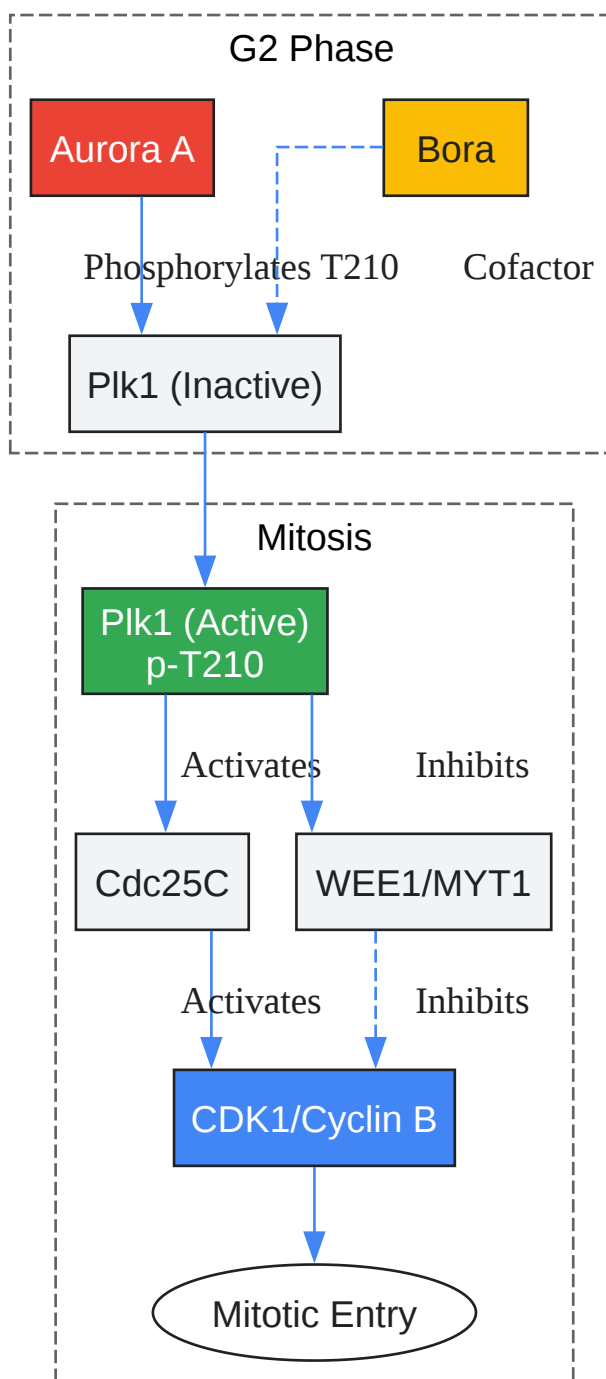 G2 Phase
Aurora A
Bora
Phosphorylates T210
Cofactor
Plk1 (Inactive)
Mitosis
Plk1 (Active)
p-T210
Activates
Inhibits
Cdc25C
WEE1/MYT1
Activates
Inhibits
CDK1/Cyclin B
Mitotic Entry